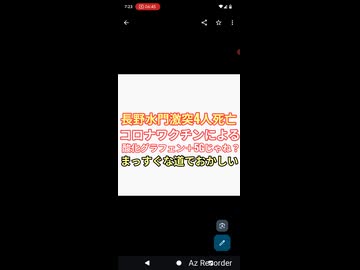 7:23
04:45
長野水門激突4人死亡
コロナワクチンによる
酸化グラフェン+5Gじゃね？
まっすぐな道でおかしい
Az Recorder